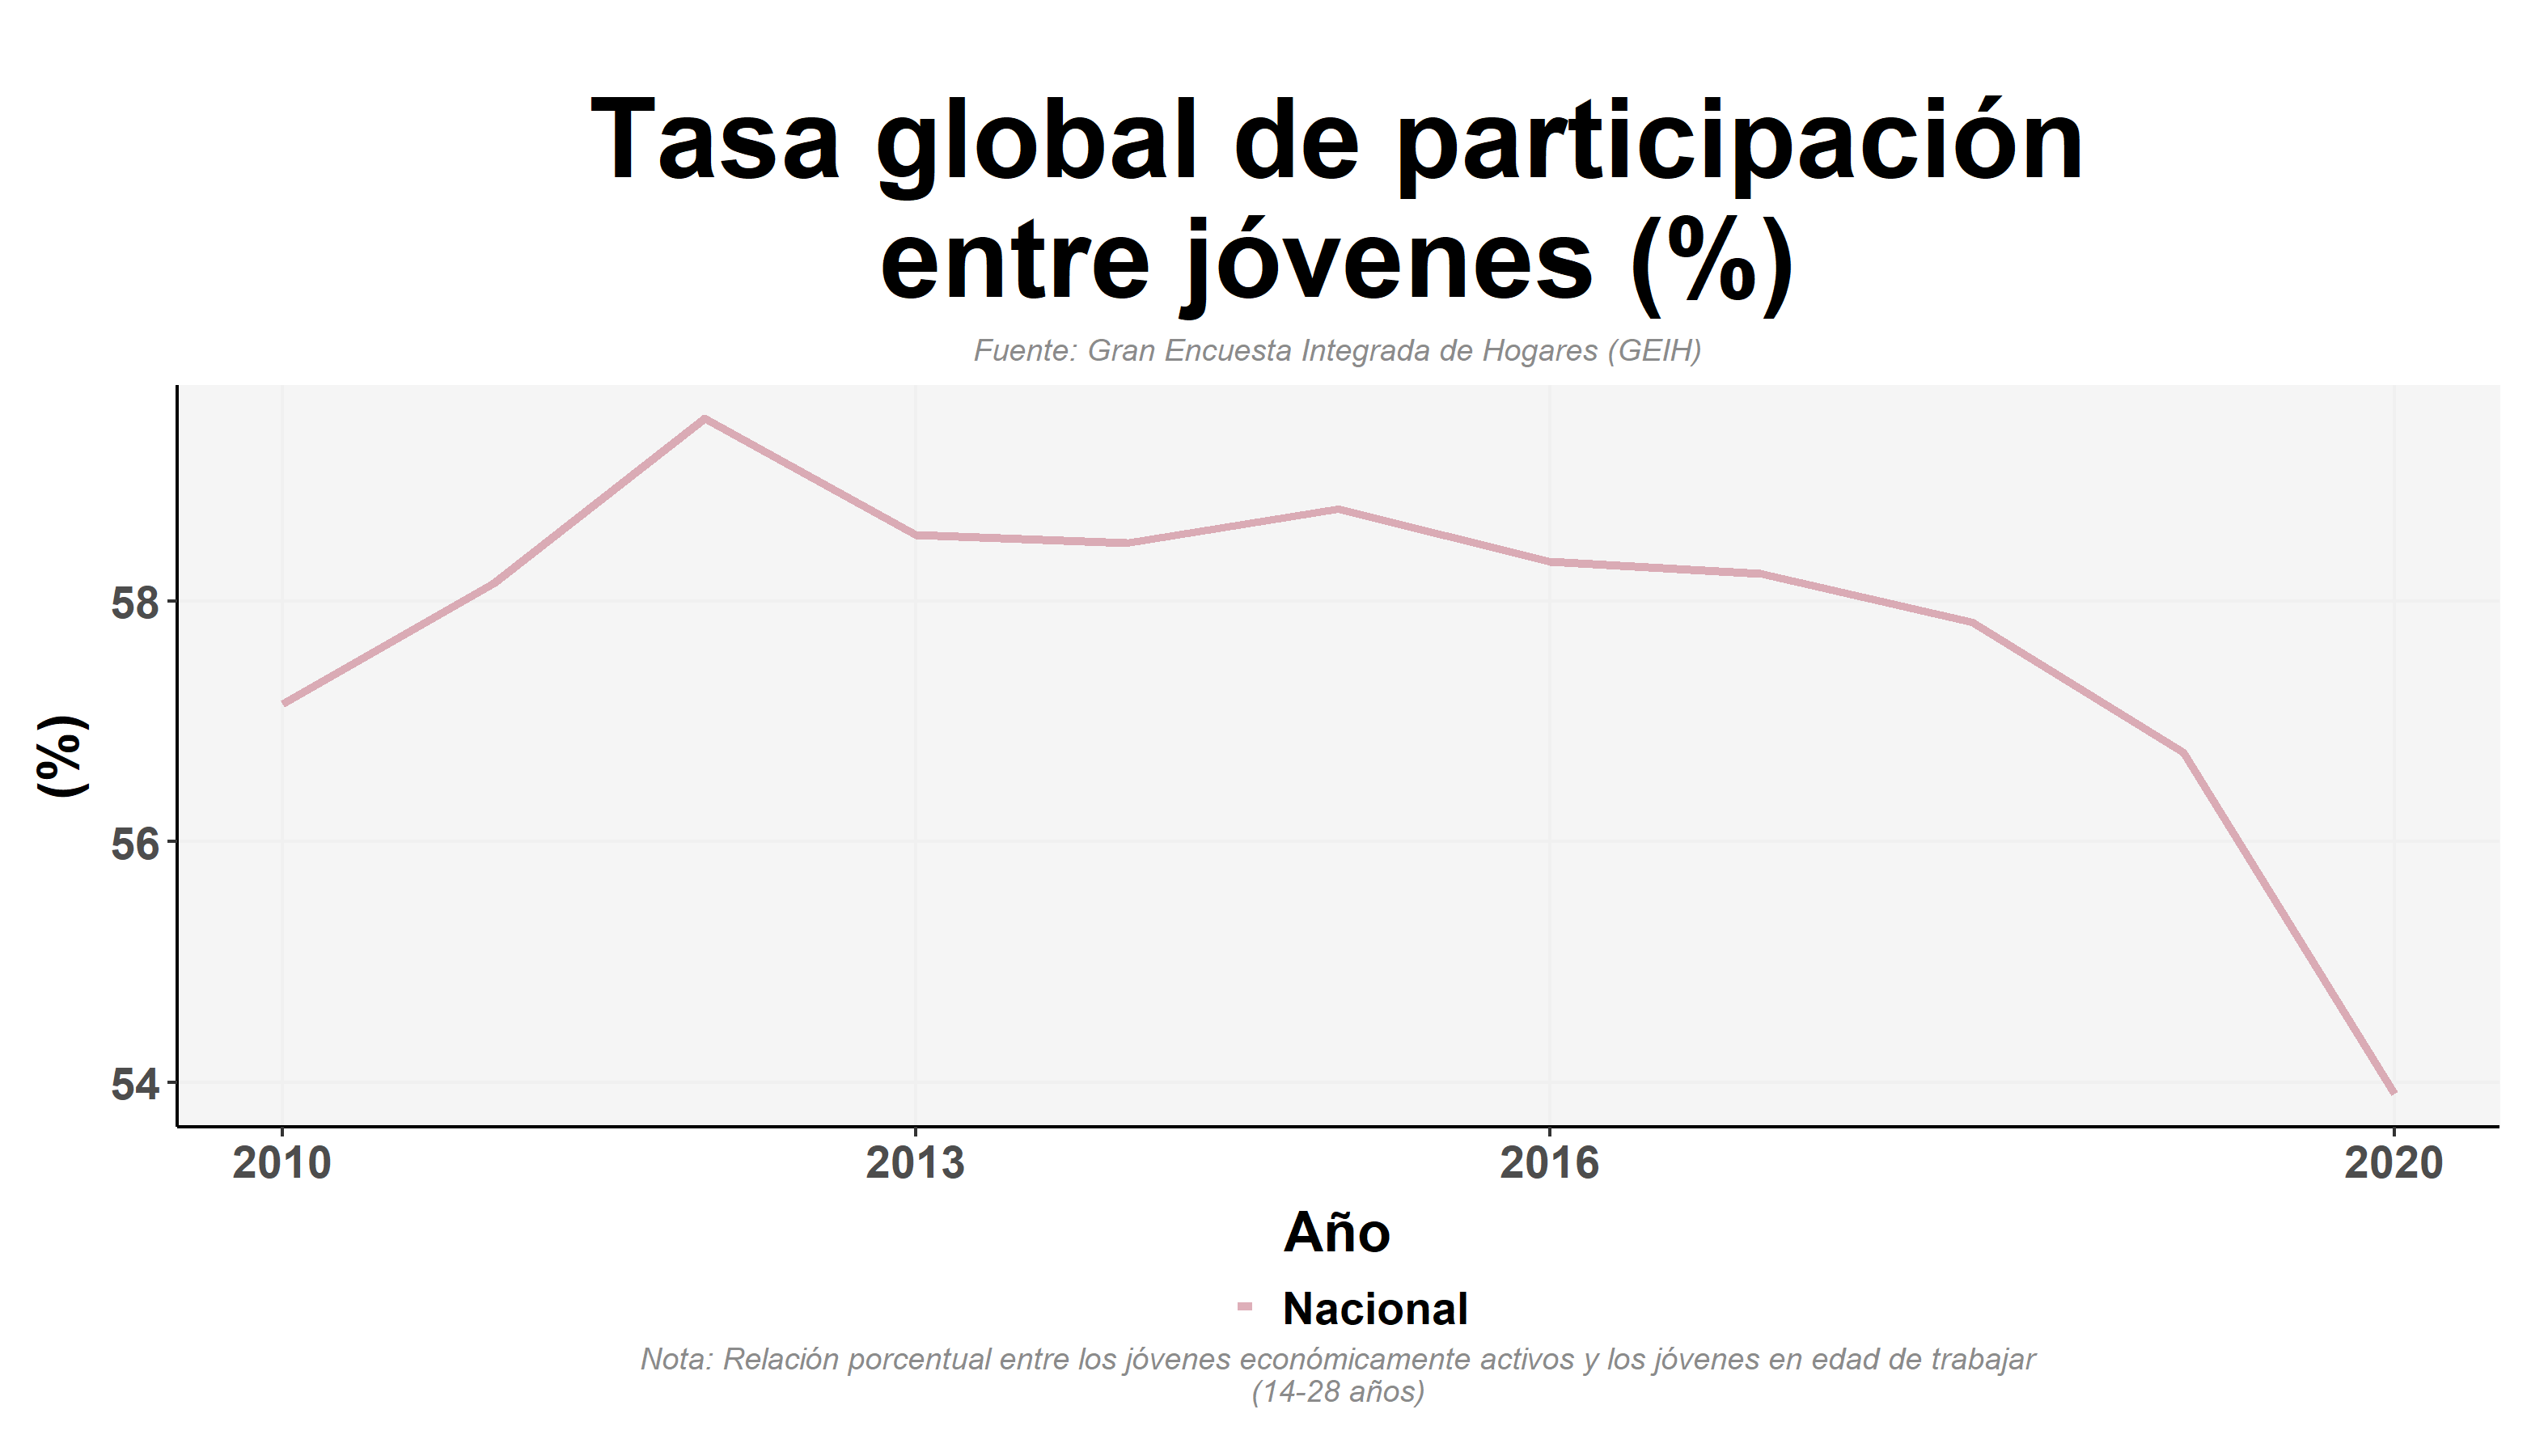 Tasa global de participación
entre jóvenes (%)
Fuente: Gran Encuesta Integrada de Hogares (GEIH)
(%)
58
56
54
2010 2013 2016 2020
Año
Nacional
Nota: Relación porcentual entre los jóvenes económicamente activos y los jóvenes en edad de trabajar
(14-28 años)